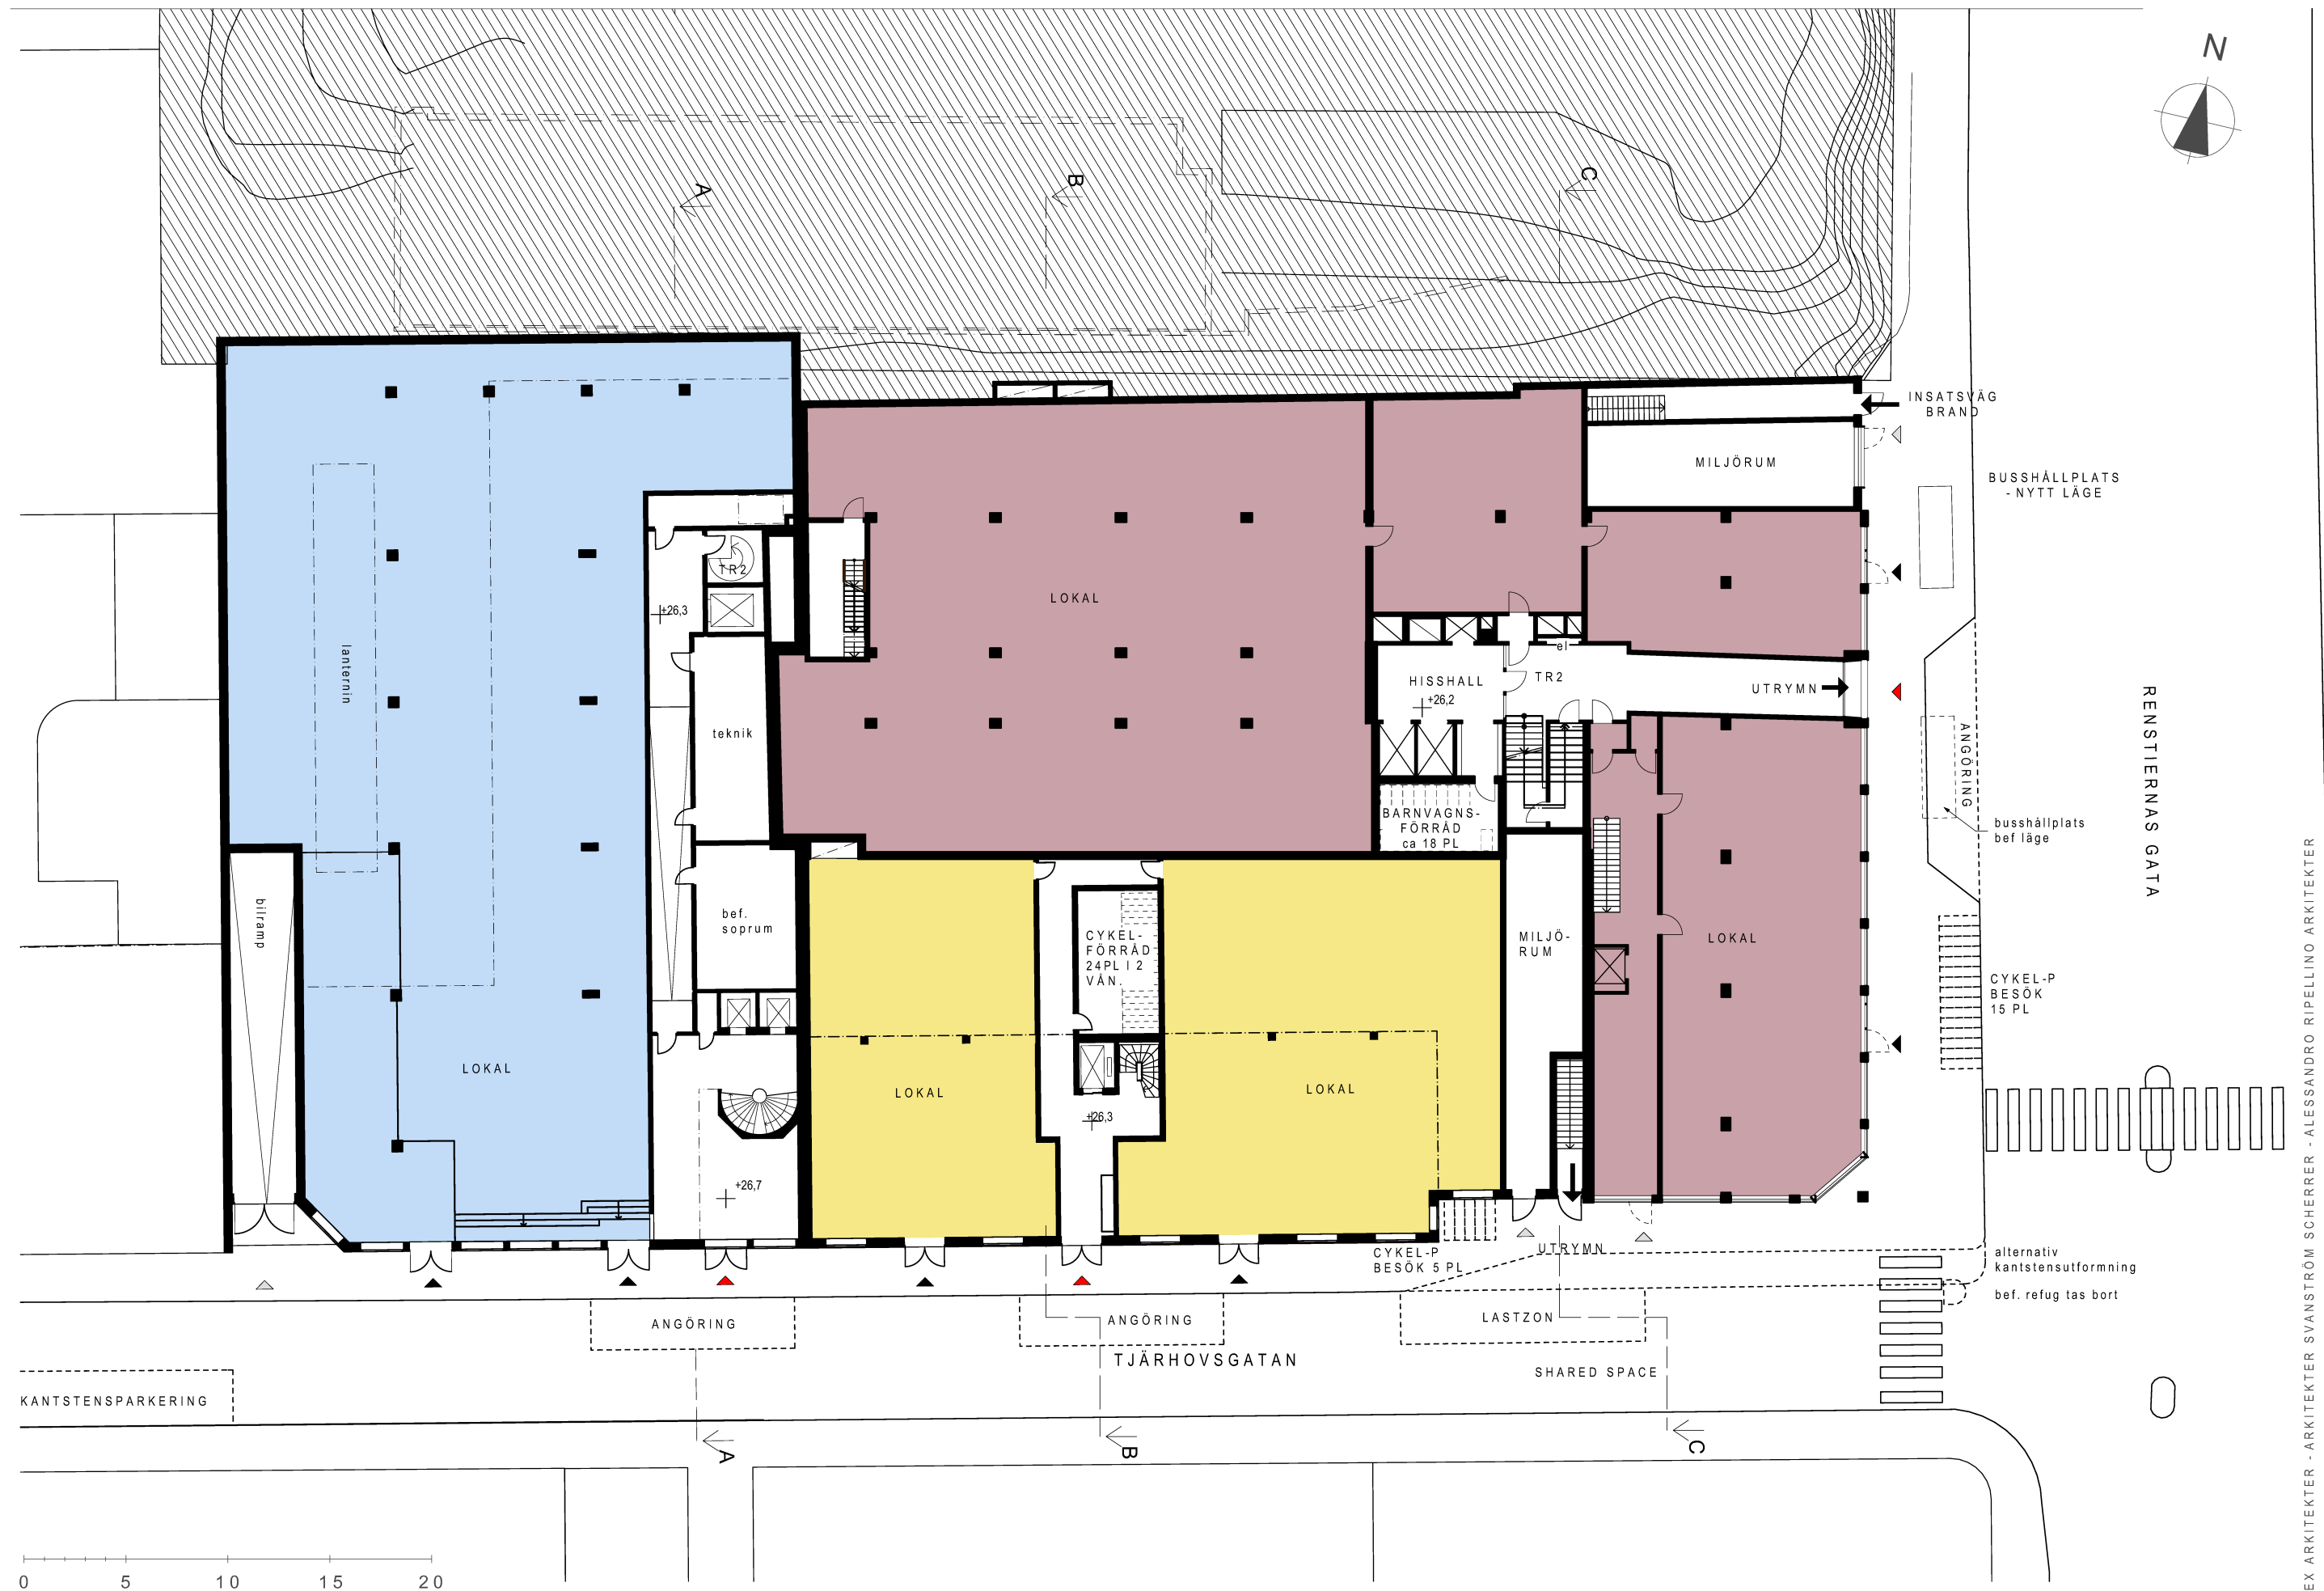 N
A
B
C
INSATSVÄG
BRAND
MILJÖRUM
BUSSHÅLLPLATS
- NYTT LÄGE
TR2
LOKAL
+26,3
lanternin
el
HISSHALL
TR2
+26,2
UTRYMN
teknik
RENSTIERNAS GATA
ANGÖRING
BARNVAGNS-
FÖRRÅD
ca 18 PL
busshållplats
bef läge
bilramp
bef.
soprum
CYKEL-
FÖRRÅD
24PL I 2
VÅN.
MILJÖ-
RUM
LOKAL
CYKEL-P
BESÖK
15 PL
LOKAL
LOKAL
LOKAL
+26,3
+26,7
CYKEL-P
BESÖK 5 PL
UTRYMN
alternativ
kantstensutformning
bef. refug tas bort
ANGÖRING
ANGÖRING
LASTZON
TJÄRHOVSGATAN
SHARED SPACE
KANTSTENSPARKERING
A
B
C
0 5 10 15 20
EX ARKITEKTER - ARKITEKTER SVANSTRÖM SCHERRER - ALESSANDRO RIPELLINO ARKITEKTER